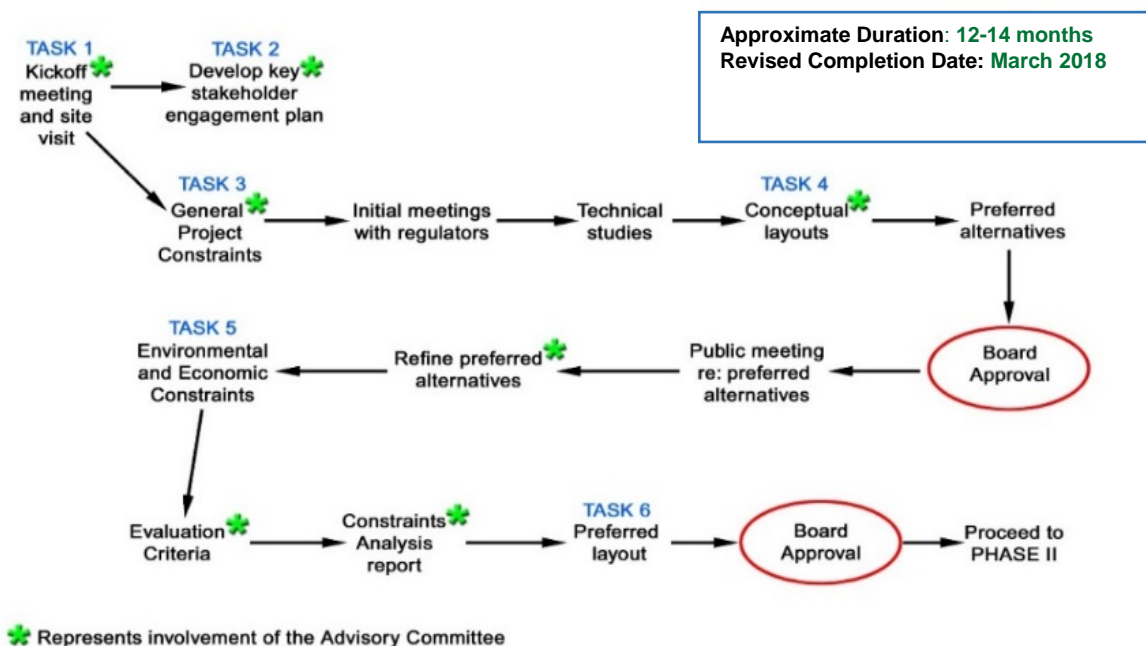 Approximate Duration: 12-14 months
Revised Completion Date: March 2018
TASK 1
Kickoff
meeting
and site
visit
TASK 2
Develop key
stakeholder
engagement plan
TASK 3
General
Project
Constraints
Initial meetings
with regulators
Technical
studies
TASK 4
Conceptual
layouts
Preferred
alternatives
Board
Approval
Public meeting
re: preferred
alternatives
Refine preferred
alternatives
TASK 5
Environmental
and Economic
Constraints
Evaluation
Criteria
Constraints
Analysis
report
TASK 6
Preferred
layout
Board
Approval
Proceed to
PHASE II
Represents involvement of the Advisory Committee